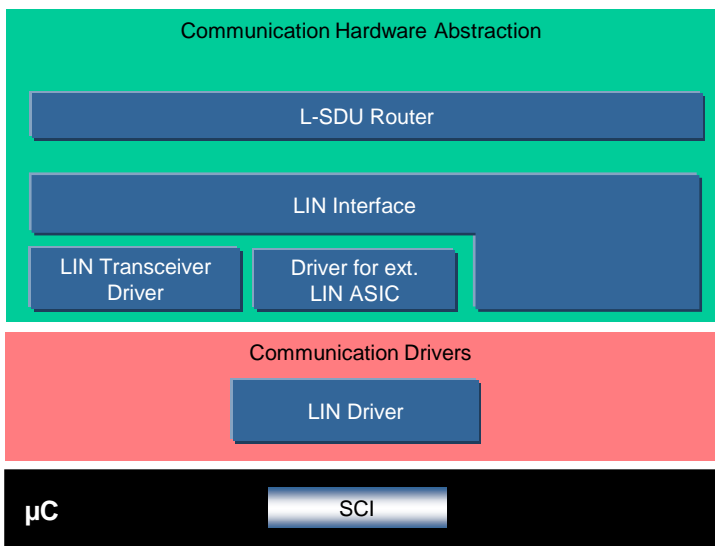 Communication Hardware Abstraction
L-SDU Router
LIN Interface
LIN Transceiver
Driver
Driver for ext.
LIN ASIC
Communication Drivers
LIN Driver
µC
SCI